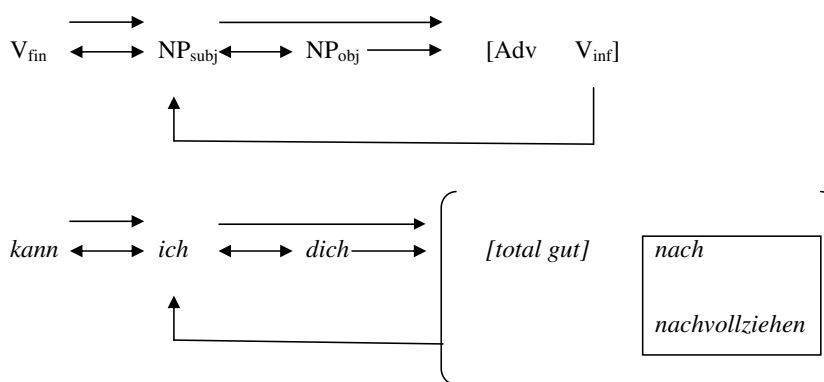 V_fin NP_subj NP_obj [Adv V_inf]
kann ich dich [total gut] nach
nachvollziehen